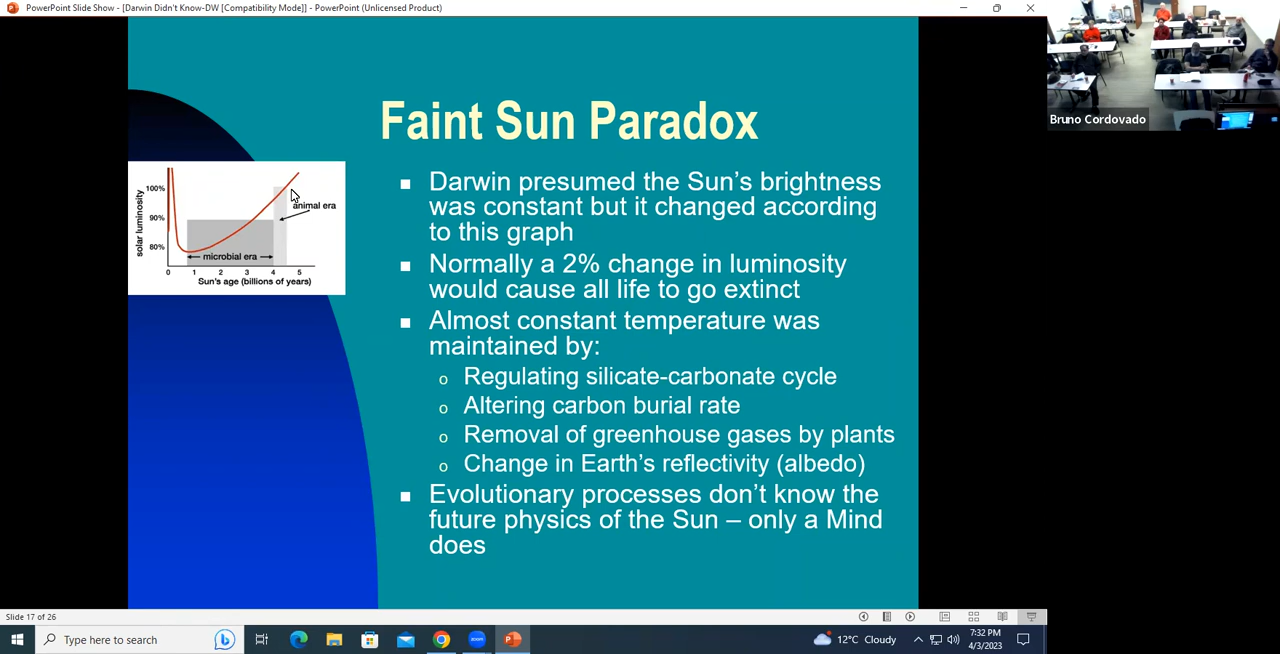 PowerPoint Slide Show - [Darwin Didn't Know-DW [Compatibility Mode]] - PowerPoint (Unlicensed Product)
Bruno Cordovado
Faint Sun Paradox
solar luminosity
100%
90%
80%
animal era
microbial era
0 1 2 3 4 5
Sun's age (billions of years)
■ Darwin presumed the Sun's brightness
was constant but it changed according
to this graph
■ Normally a 2% change in luminosity
would cause all life to go extinct
■ Almost constant temperature was
maintained by:
o Regulating silicate-carbonate cycle
o Altering carbon burial rate
o Removal of greenhouse gases by plants
o Change in Earth's reflectivity (albedo)
■ Evolutionary processes don't know the
future physics of the Sun – only a Mind
does
Slide 17 of 26
Type here to search
zoom
12°C Cloudy
7:32 PM
4/3/2023